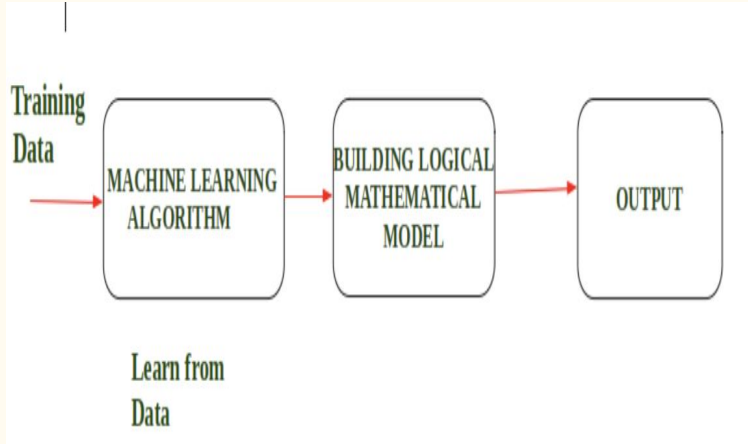 Training
Data
MACHINE LEARNING
ALGORITHM
BUILDING LOGICAL
MATHEMATICAL
MODEL
OUTPUT
Learn from
Data